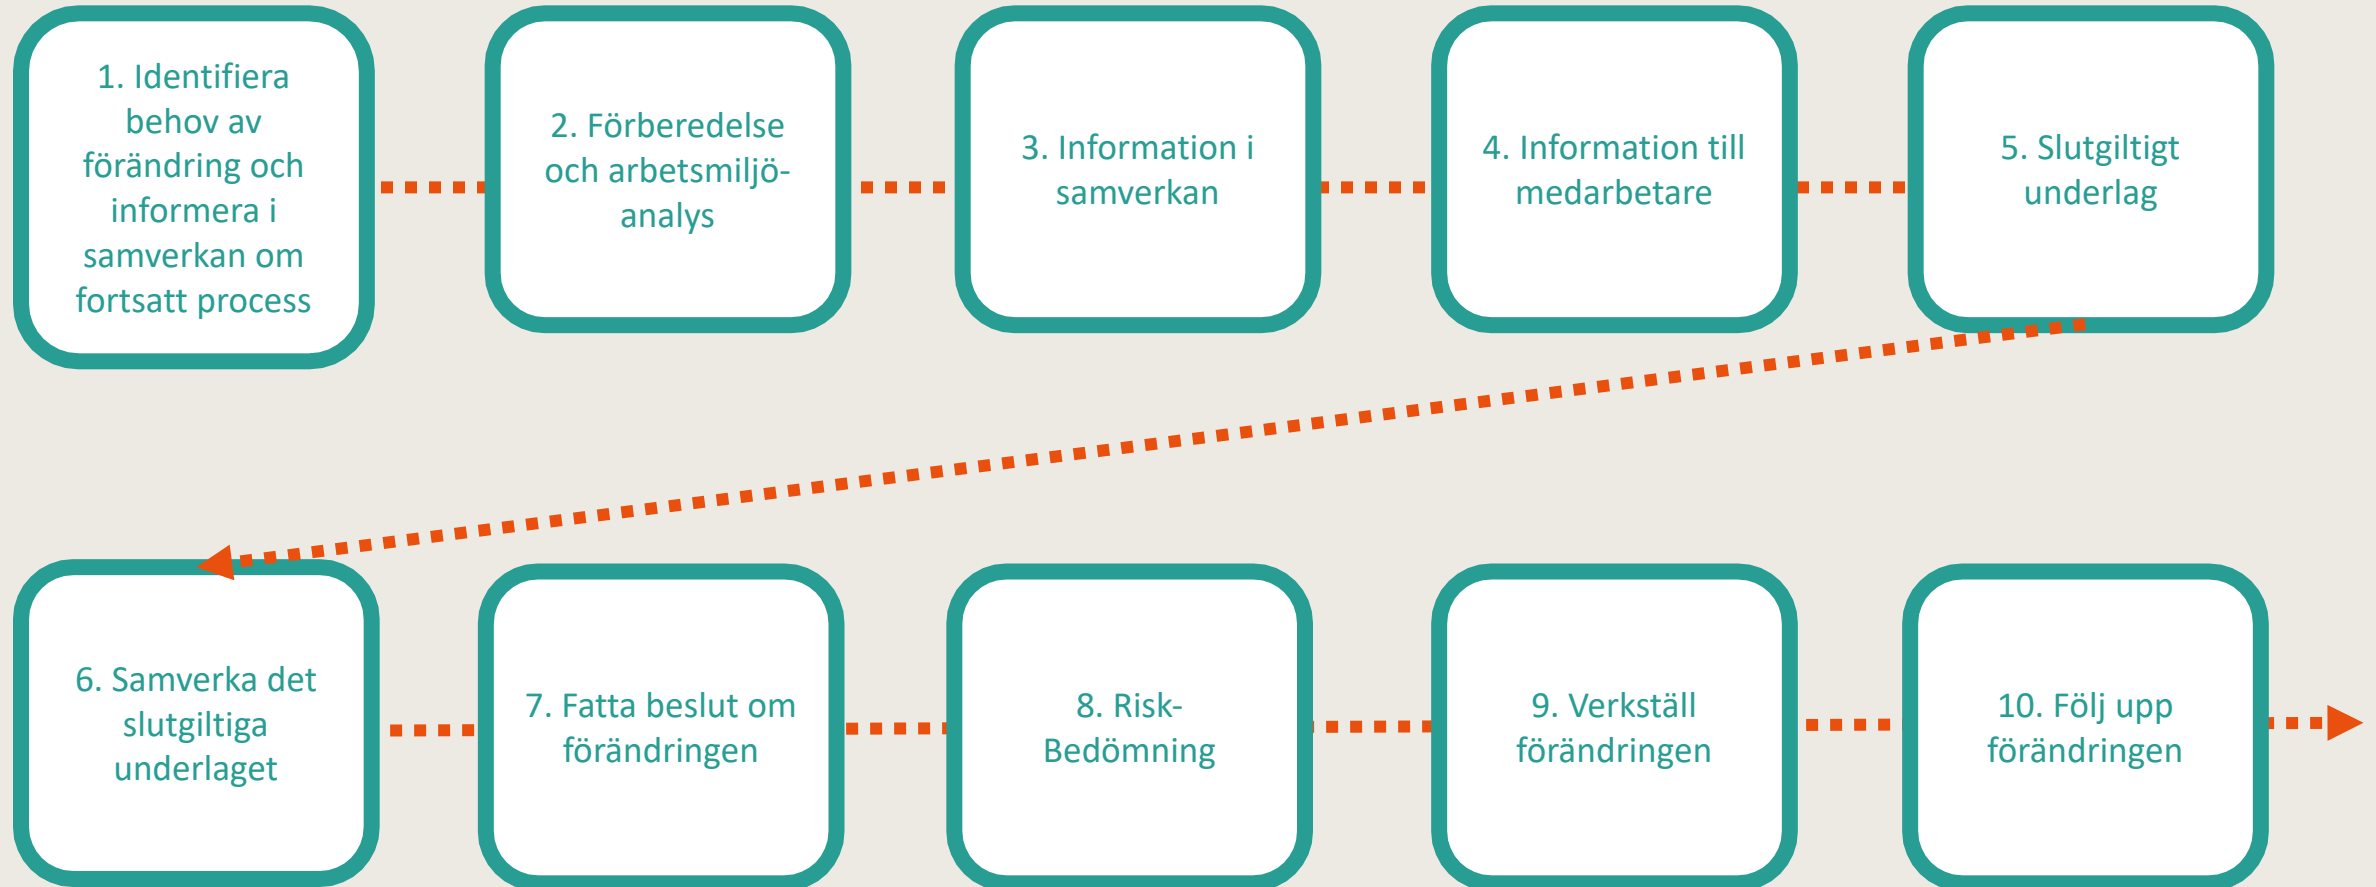 1. Identifiera
behov av
förändring och
informera i
samverkan om
fortsatt process
2. Förberedelse
och arbetsmiljö-
analys
3. Information i
samverkan
4. Information till
medarbetare
5. Slutgiltigt
underlag
6. Samverka det
slutgiltiga
underlaget
7. Fatta beslut om
förändringen
8. Risk-
Bedömning
9. Verkställ
förändringen
10. Följ upp
förändringen